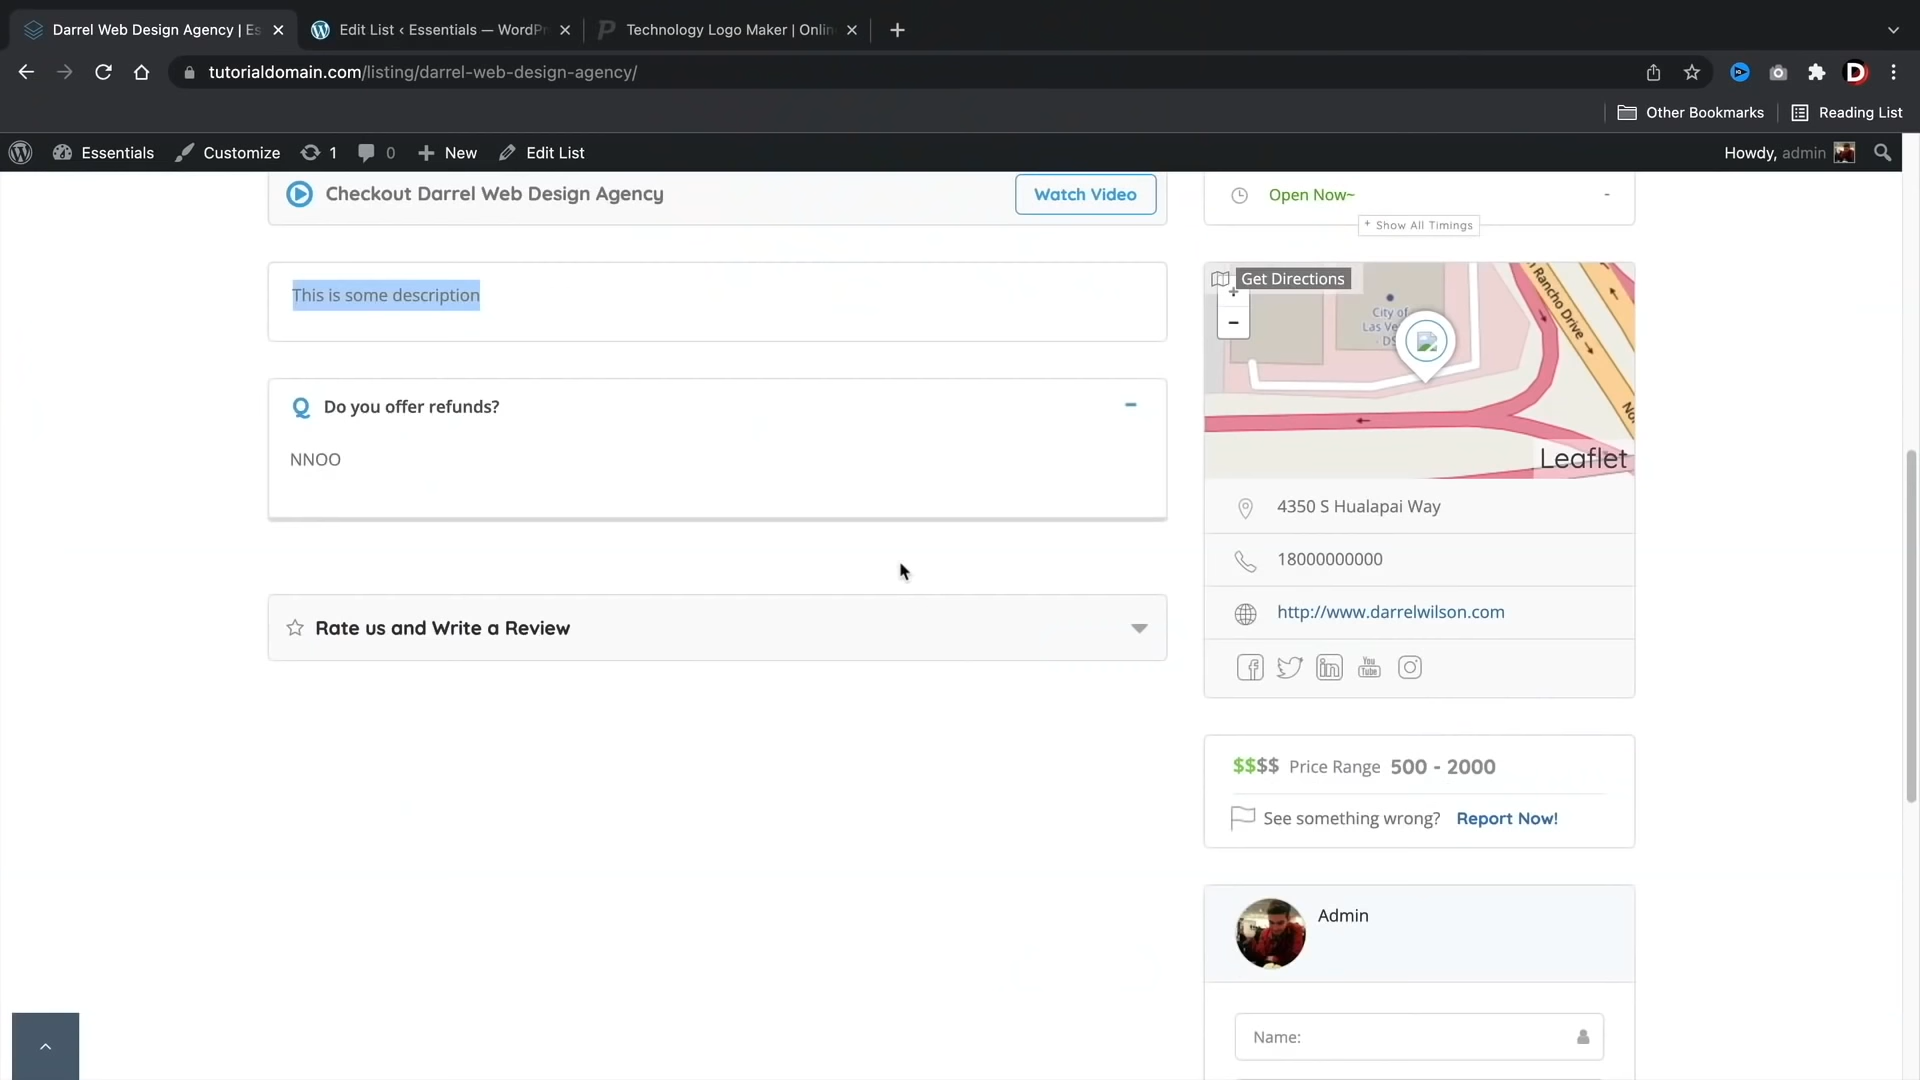 Darrel Web Design Agency | Es
Edit List ‹ Essentials — WordPr
Technology Logo Maker | Onlin
tutorialdomain.com/listing/darrel-web-design-agency/
Other Bookmarks
Reading List
Essentials
Customize
1
0
New
Edit List
Howdy, admin
Checkout Darrel Web Design Agency
Watch Video
Open Now~
-
+ Show All Timings
This is some description
Get Directions
+
−
City of
Las Ve
DS
Rancho Drive
No
Leaflet
Q Do you offer refunds?
NNOO
4350 S Hualapai Way
18000000000
http://www.darrelwilson.com
You
Tube
Rate us and Write a Review
$$$$ Price Range 500 - 2000
See something wrong? Report Now!
Admin
Name: